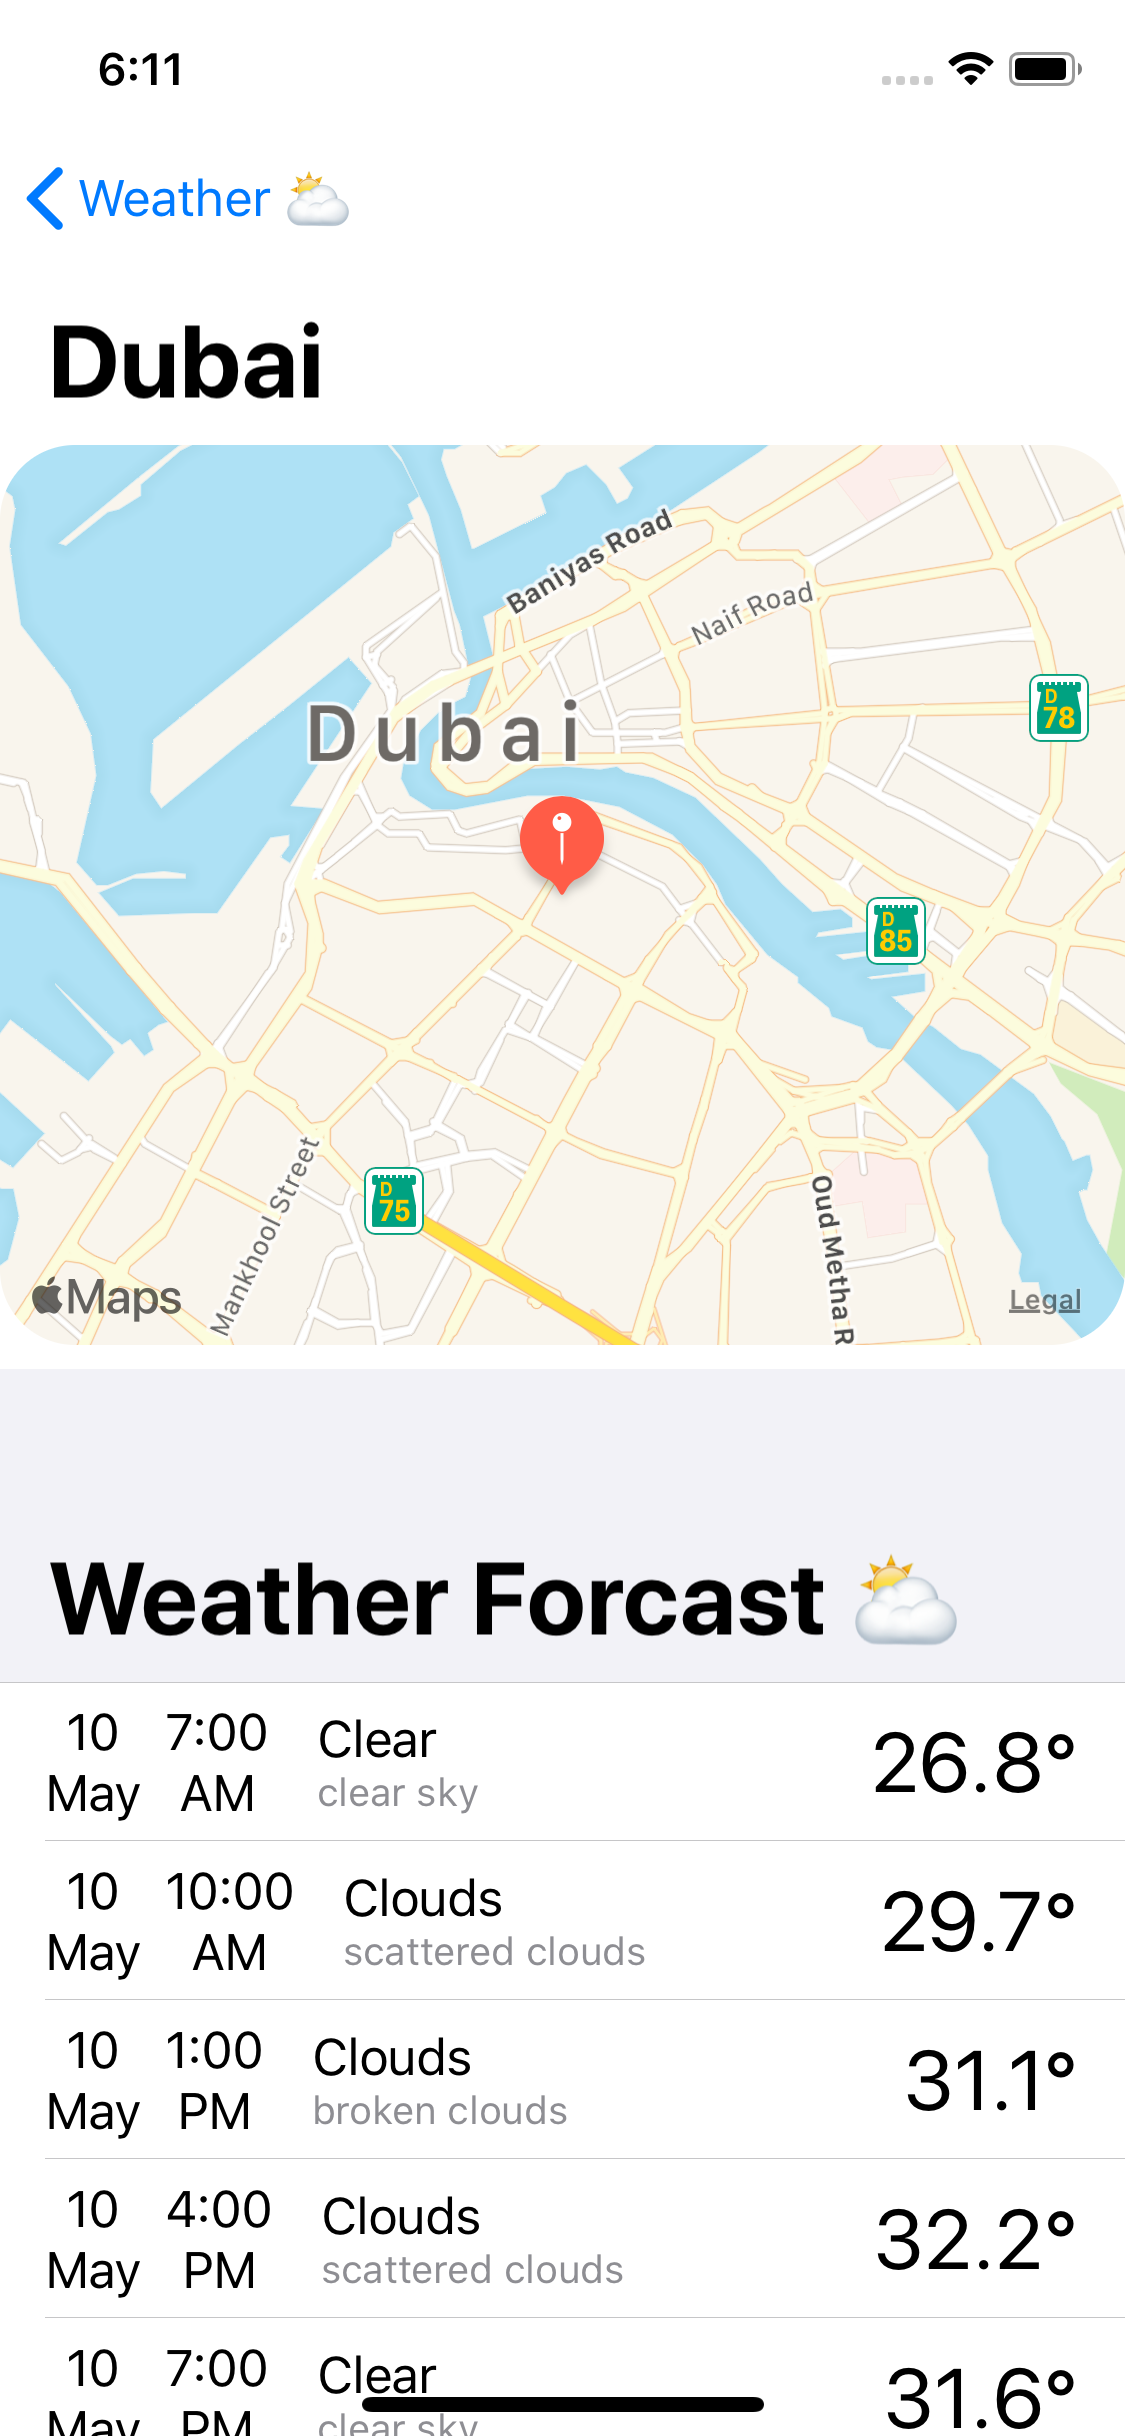 6:11
Weather
Dubai
Baniyas Road
Naif Road
Dubai
D
78
D
85
D
75
Mankhool Street
Oud Metha R
Maps
Legal
Weather Forcast
10 May 7:00 AM Clear 26.8°
clear sky
10 May 10:00 AM Clouds 29.7°
scattered clouds
10 May 1:00 PM Clouds 31.1°
broken clouds
10 May 4:00 PM Clouds 32.2°
scattered clouds
10 May 7:00 PM Clear 31.6°
clear sky